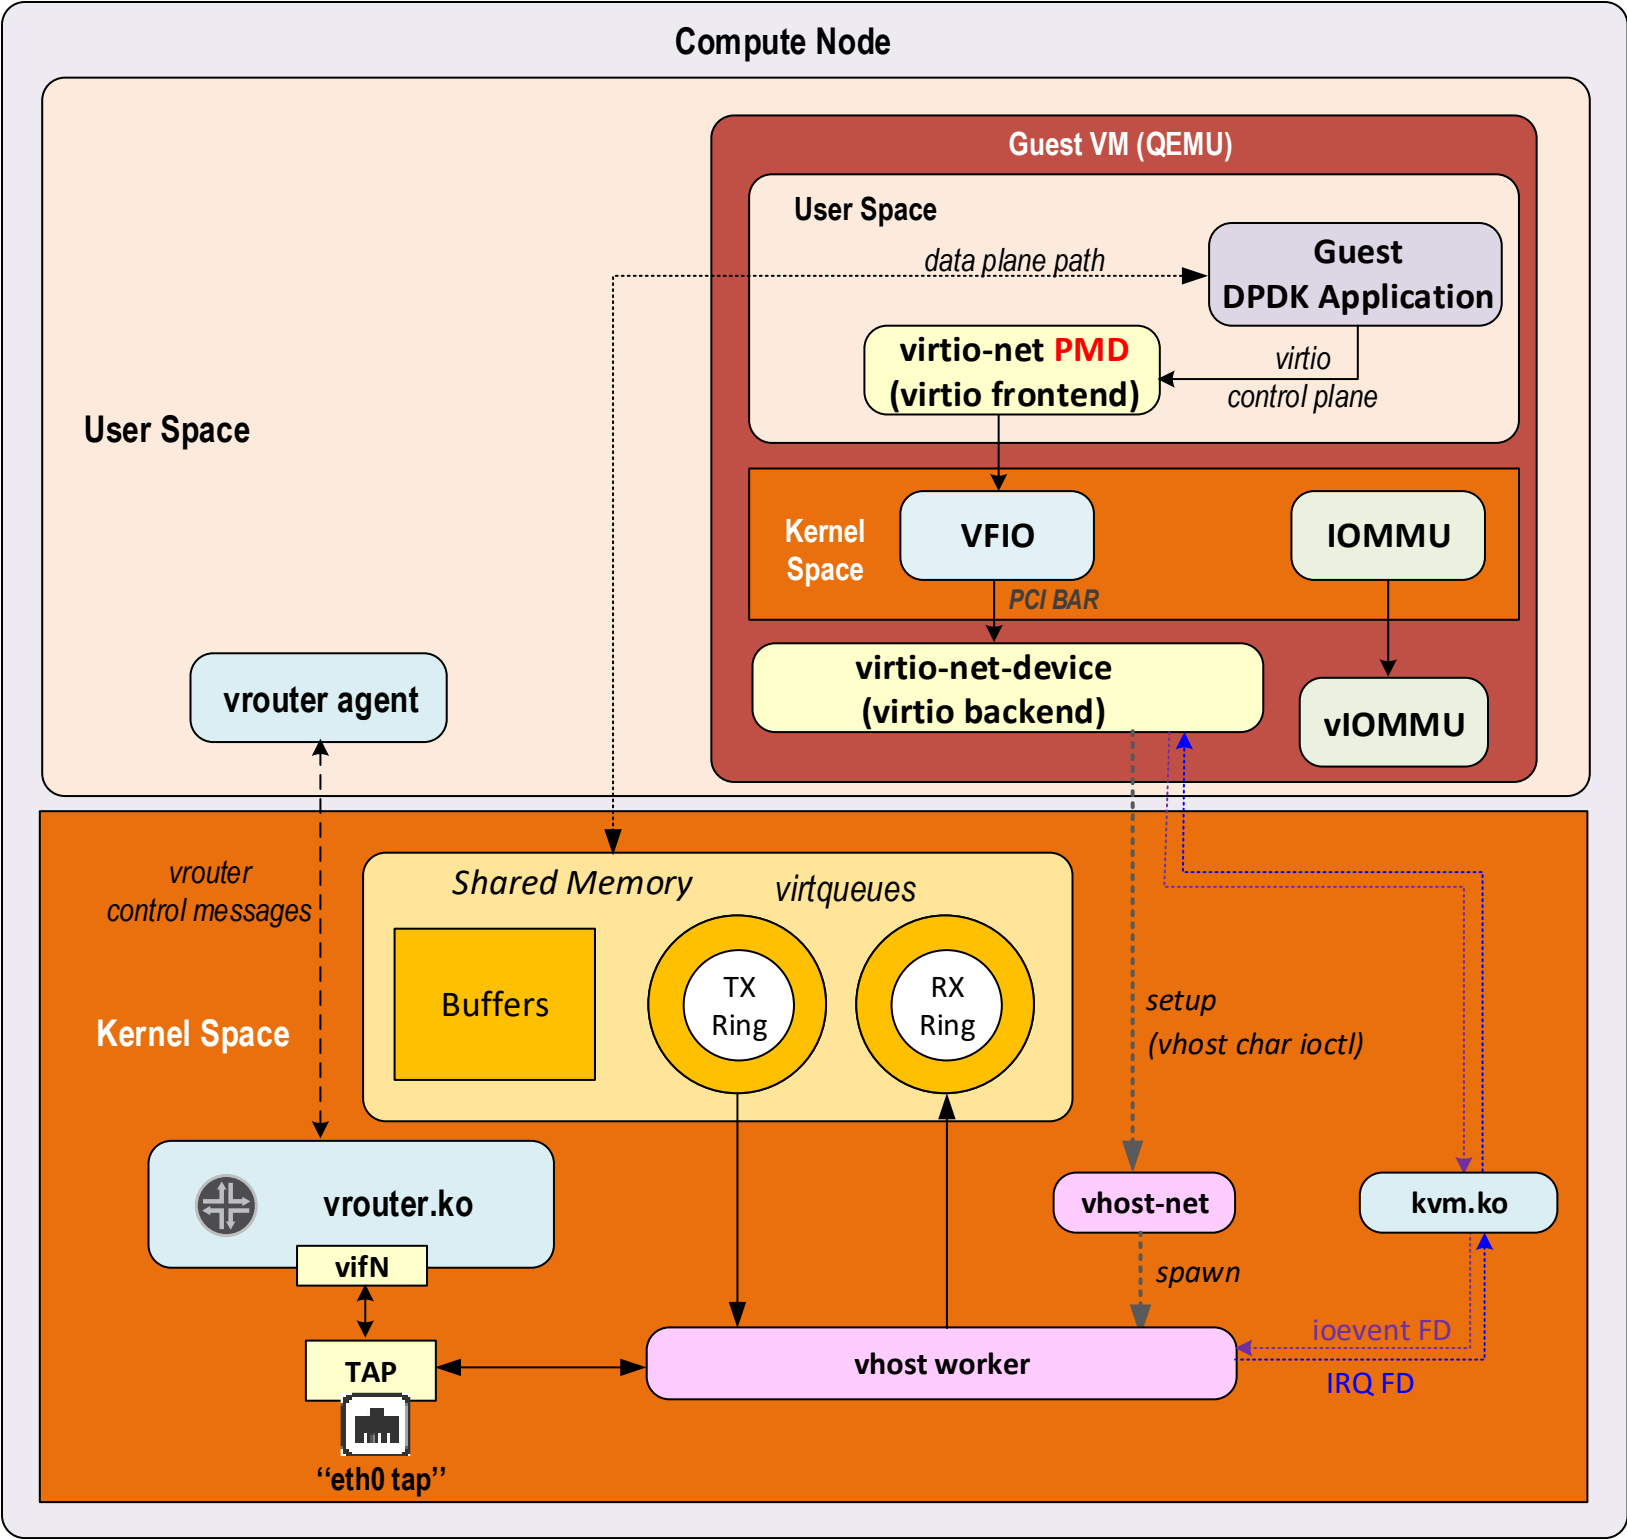 Compute Node
Guest VM (QEMU)
User Space
data plane path
Guest
DPDK Application
virtio-net PMD
(virtio frontend)
virtio
control plane
User Space
Kernel
Space
VFIO
IOMMU
PCI BAR
virtio-net-device
(virtio backend)
vIOMMU
vrouter agent
vrouter
control messages
Shared Memory
virtqueues
Buffers
TX
Ring
RX
Ring
setup
(vhost char ioctl)
Kernel Space
vrouter.ko
vhost-net
kvm.ko
vifN
spawn
ioevent FD
TAP
vhost worker
IRQ FD
“eth0 tap”